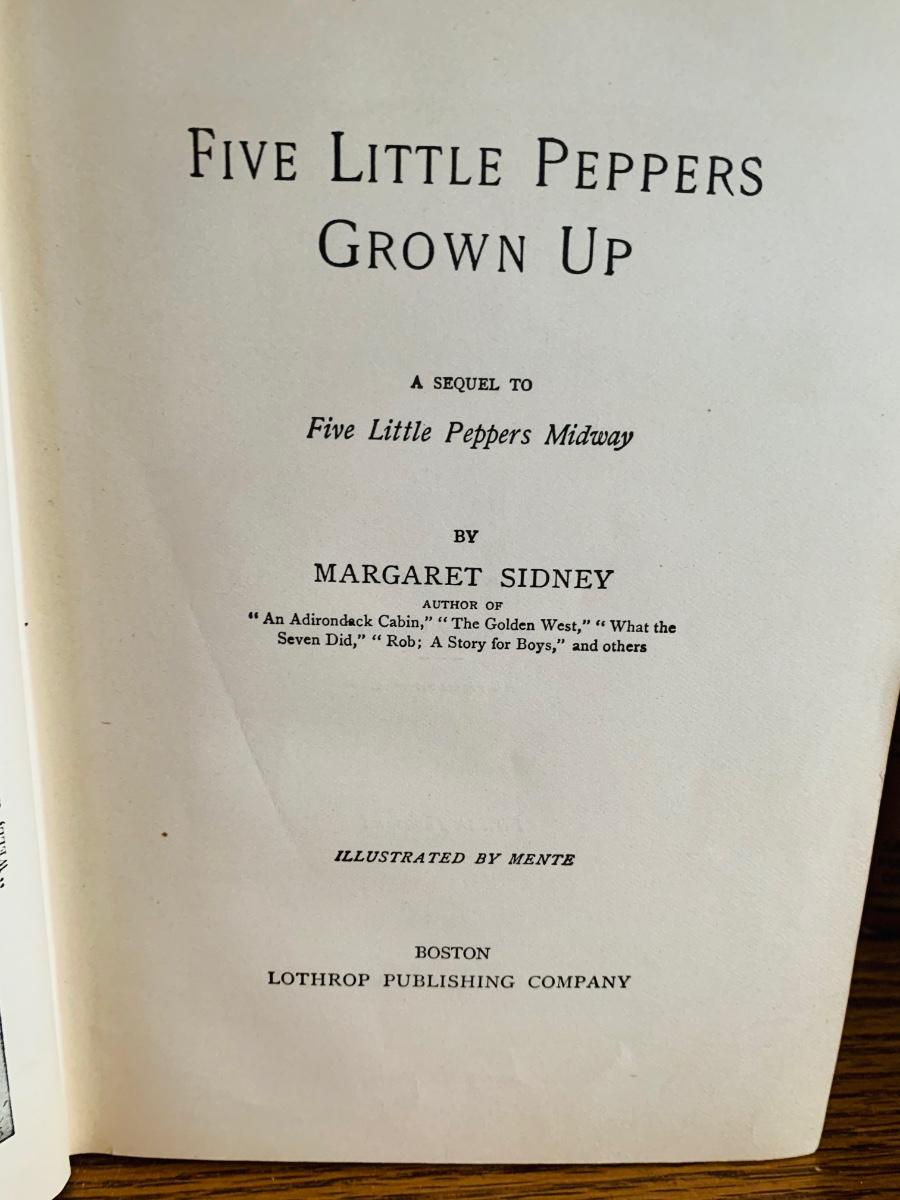 FIVE LITTLE PEPPERS
GROWN UP
A SEQUEL TO
Five Little Peppers Midway
BY
MARGARET SIDNEY
AUTHOR OF
“ An Adirondack Cabin,” “ The Golden West,” “ What the
Seven Did,” “ Rob; A Story for Boys,” and others
ILLUSTRATED BY MENTE
BOSTON
LOTHROP PUBLISHING COMPANY